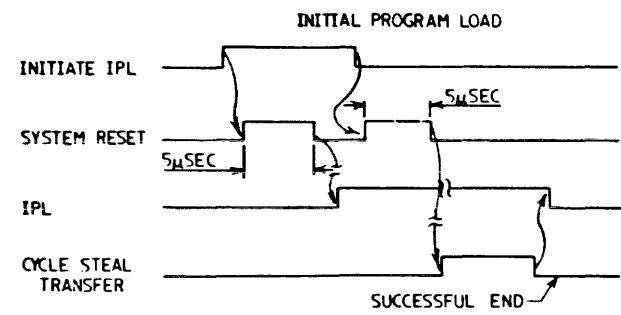 INITIAL PROGRAM LOAD
INITIATE IPL
5µSEC
SYSTEM RESET
5µSEC
IPL
CYCLE STEAL
TRANSFER
SUCCESSFUL END